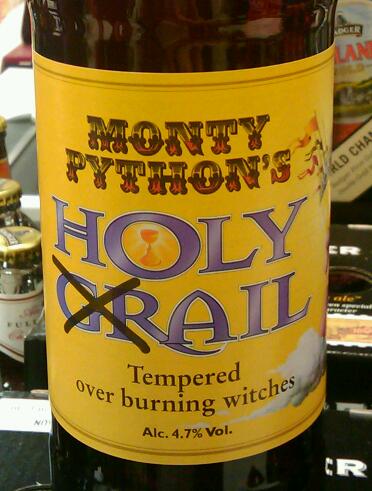 MONTY
PYTHON'S
HOLY
GRAIL
Tempered
over burning witches
Alc. 4.7% Vol.